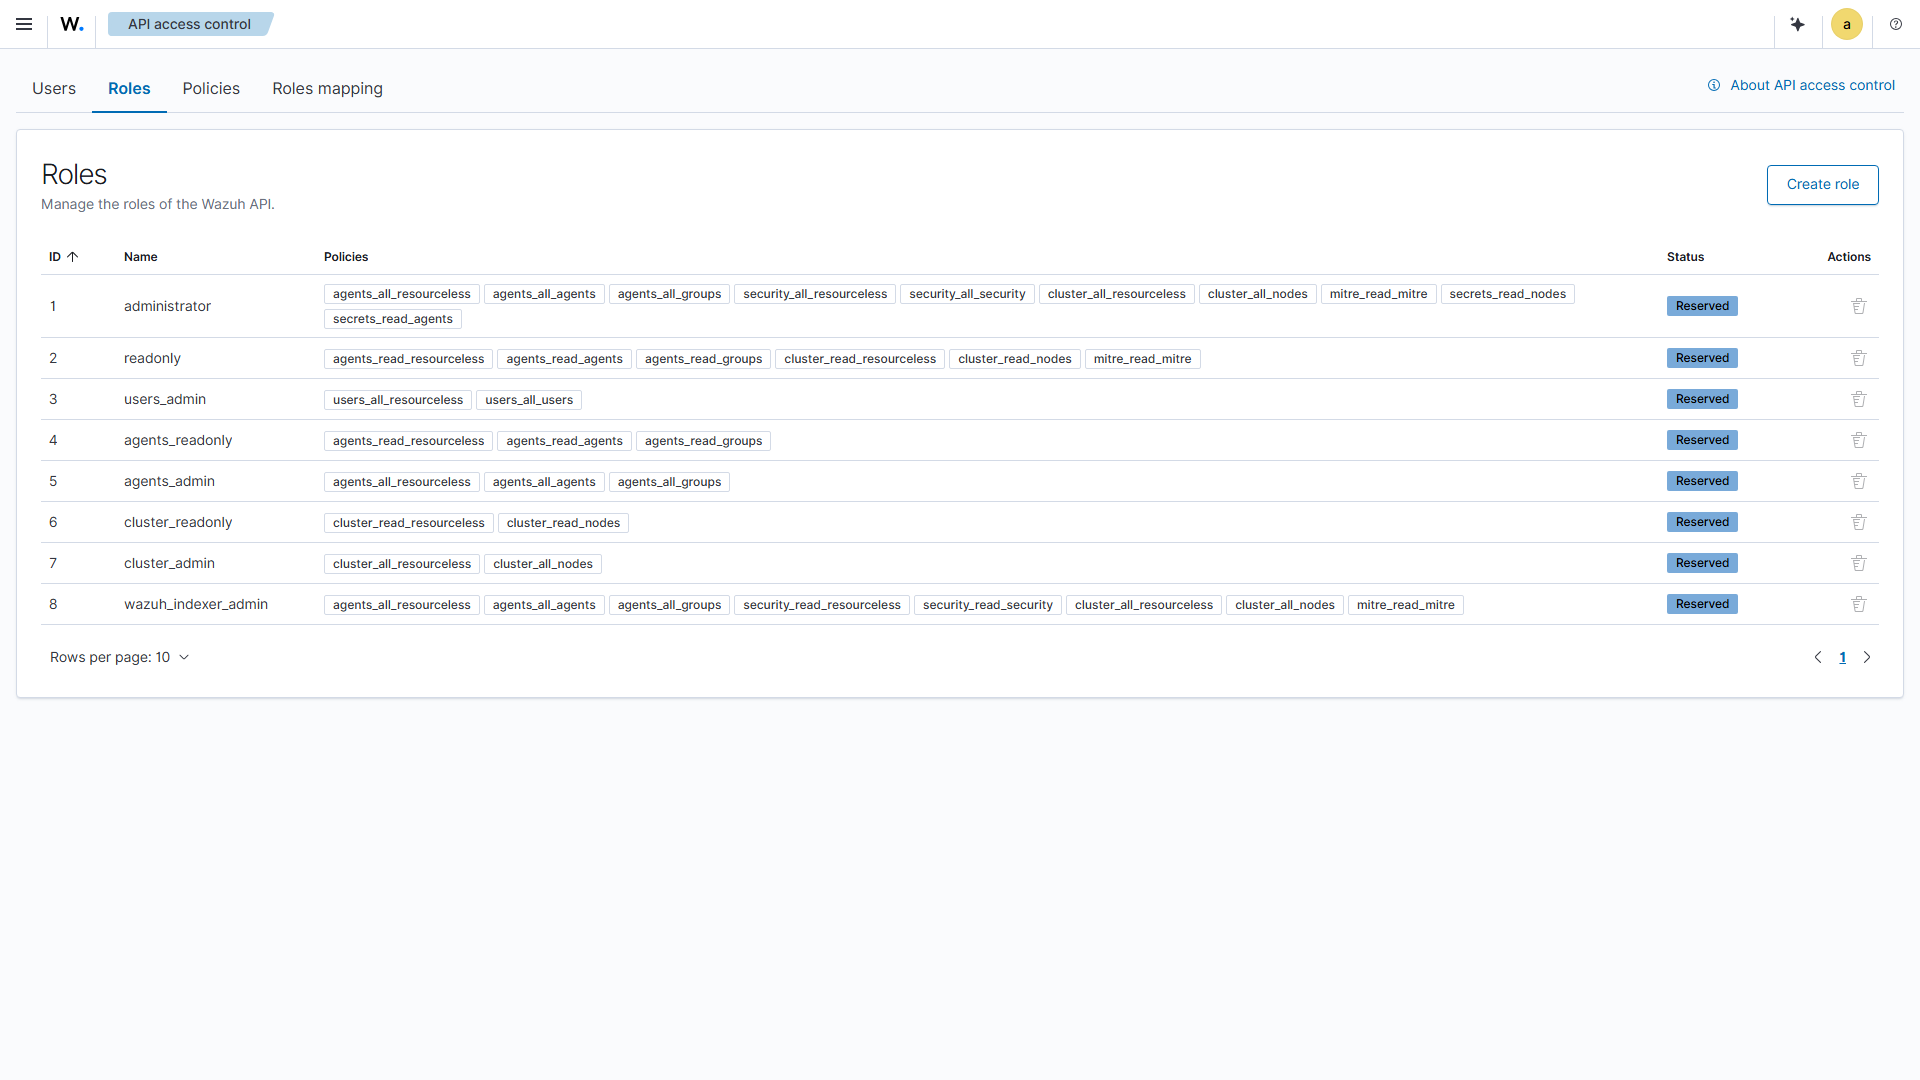 W. API access control a
Users Roles Policies Roles mapping About API access control
Roles
Manage the roles of the Wazuh API.
Create role
ID Name Policies Status Actions
1 administrator agents_all_resourceless agents_all_agents agents_all_groups security_all_resourceless security_all_security cluster_all_resourceless cluster_all_nodes mitre_read_mitre secrets_read_nodes Reserved
secrets_read_agents
2 readonly agents_read_resourceless agents_read_agents agents_read_groups cluster_read_resourceless cluster_read_nodes mitre_read_mitre Reserved
3 users_admin users_all_resourceless users_all_users Reserved
4 agents_readonly agents_read_resourceless agents_read_agents agents_read_groups Reserved
5 agents_admin agents_all_resourceless agents_all_agents agents_all_groups Reserved
6 cluster_readonly cluster_read_resourceless cluster_read_nodes Reserved
7 cluster_admin cluster_all_resourceless cluster_all_nodes Reserved
8 wazuh_indexer_admin agents_all_resourceless agents_all_agents agents_all_groups security_read_resourceless security_read_security cluster_all_resourceless cluster_all_nodes mitre_read_mitre Reserved
Rows per page: 10 1